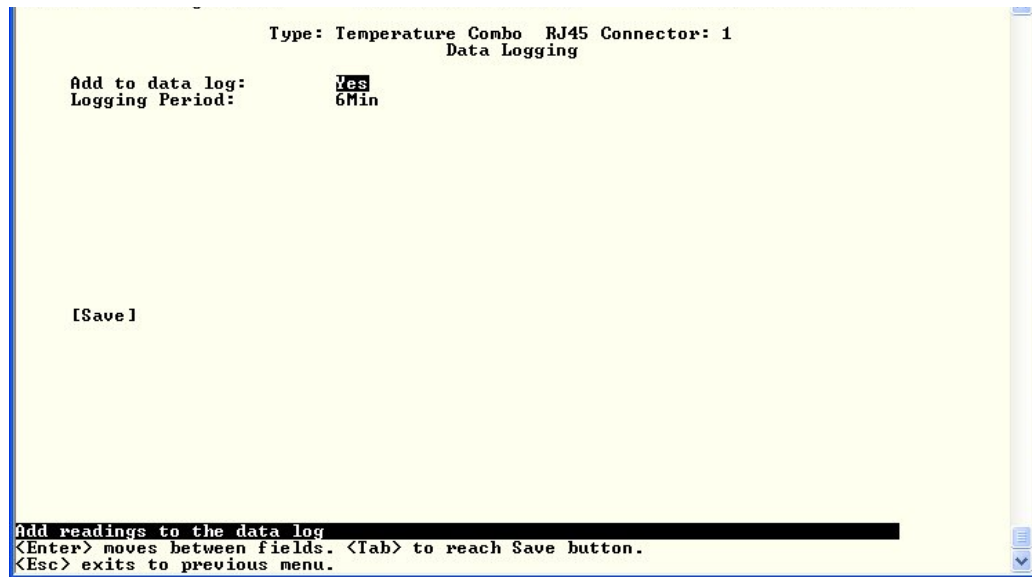 Type: Temperature Combo RJ45 Connector: 1
Data Logging
Add to data log: Yes
Logging Period: 6Min
[Save]
Add readings to the data log
<Enter> moves between fields. <Tab> to reach Save button.
<Esc> exits to previous menu.